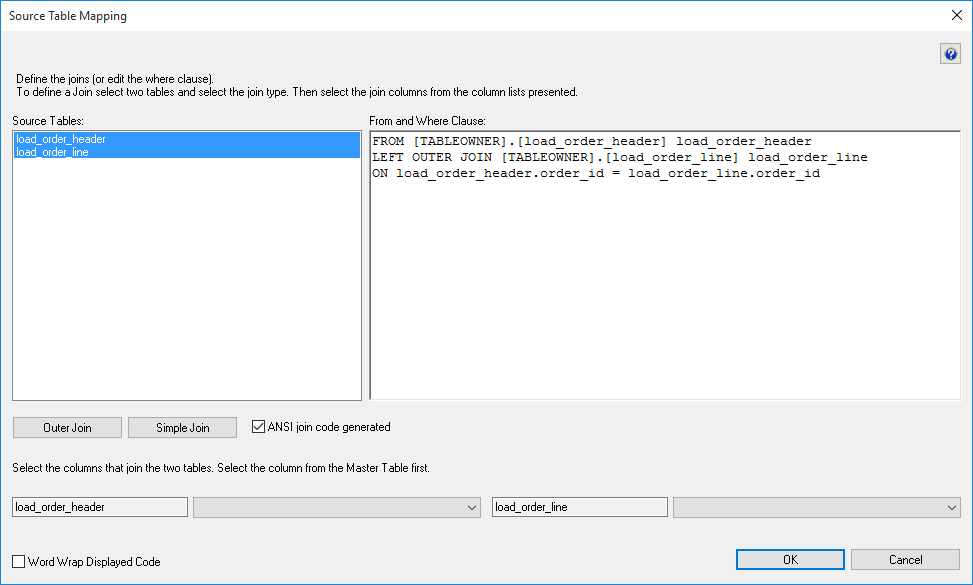 Source Table Mapping
Define the joins (or edit the where clause).
To define a Join select two tables and select the join type. Then select the join columns from the column lists presented.
Source Tables:
From and Where Clause:
load_order_header
load_order_line
FROM [TABLEOWNER].[load_order_header] load_order_header
LEFT OUTER JOIN [TABLEOWNER].[load_order_line] load_order_line
ON load_order_header.order_id = load_order_line.order_id
Outer Join
Simple Join
ANSI join code generated
Select the columns that join the two tables. Select the column from the Master Table first.
load_order_header
load_order_line
Word Wrap Displayed Code
OK
Cancel